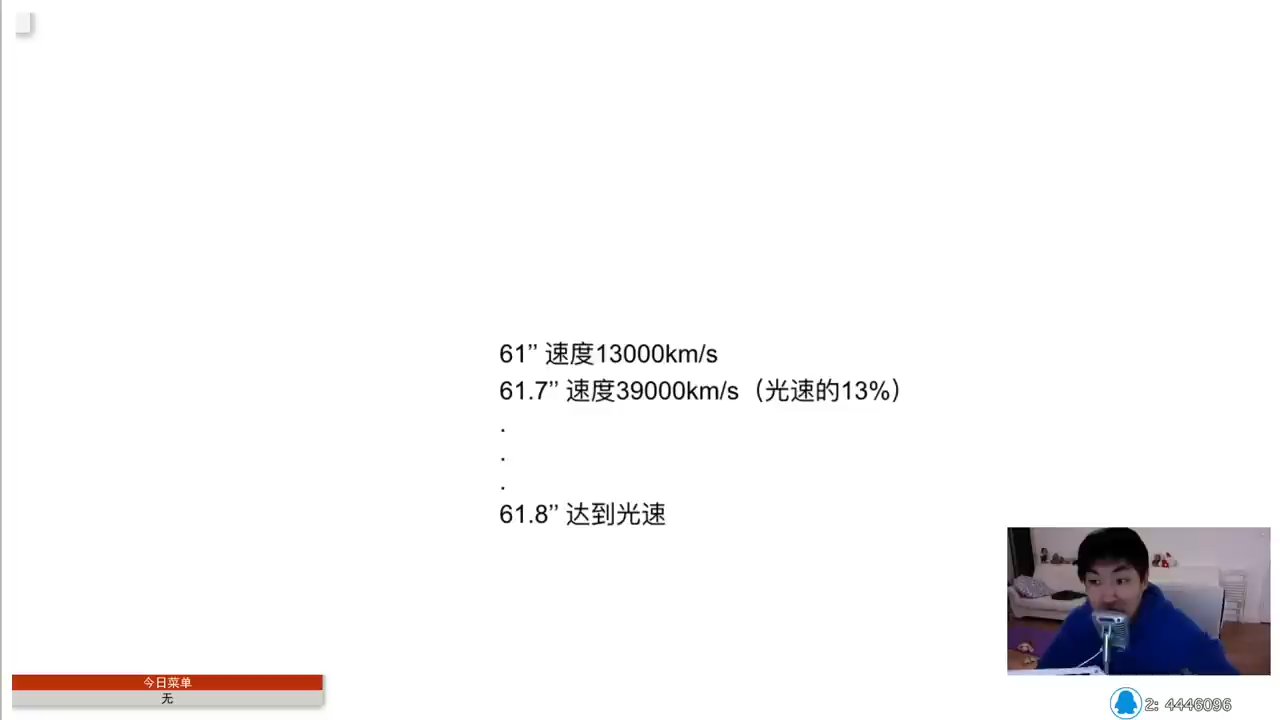 61’’ 速度13000km/s
61.7’’ 速度39000km/s（光速的13%）
.
.
.
61.8’’ 达到光速
今日菜单
无
2: 4446096